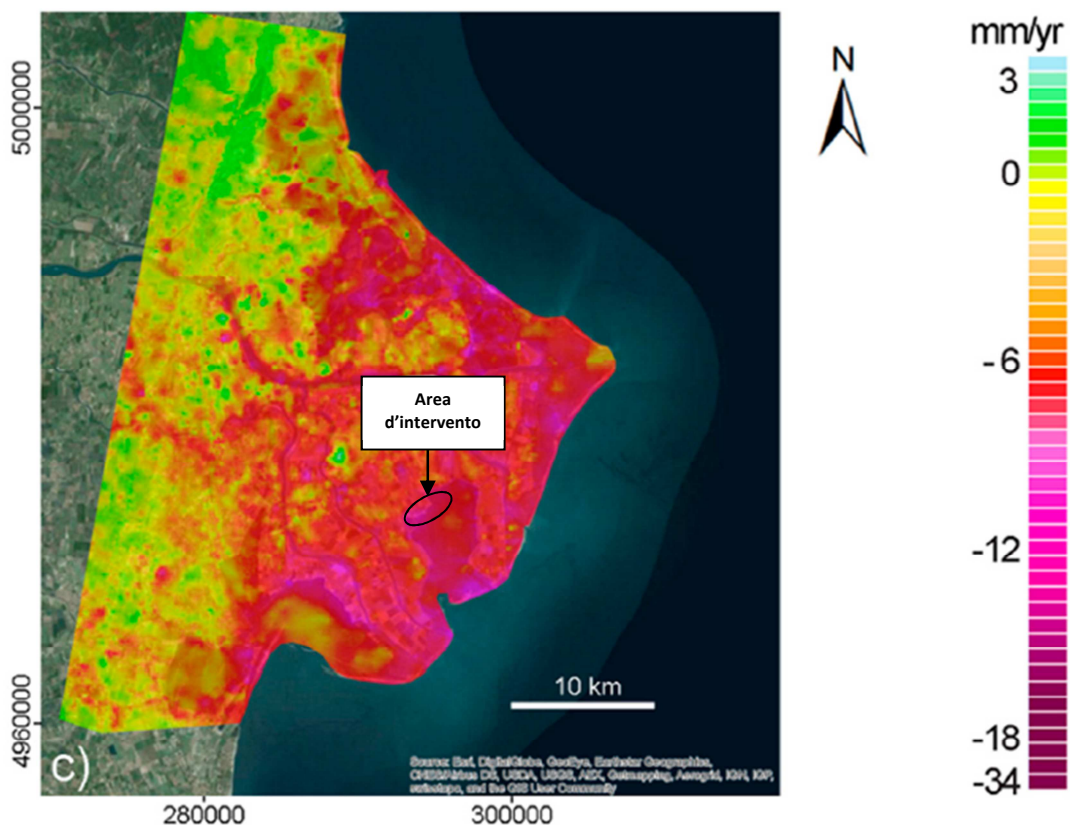 mm/yr
N
3
0
-6
-12
-18
-34
5000000
4960000
Area
d'intervento
10 km
c)
Source: Esri, DigitalGlobe, GeoEye, Earthstar Geographics,
CNES/Airbus DS, USDA, USGS, AEX, Getmapping, Aerogrid, IGN, IGP,
swisstopo, and the GIS User Community
280000
300000